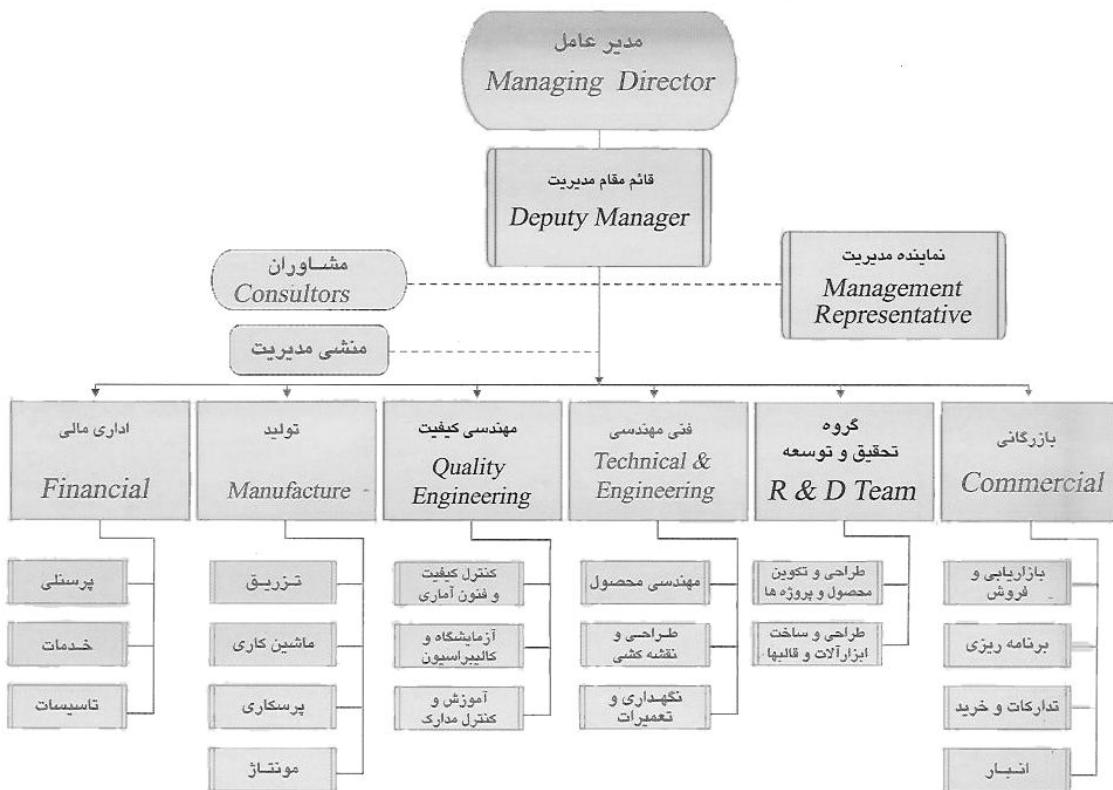 مدیر عامل
Managing Director
قائم مقام مدیریت
Deputy Manager
مشاوران
Consultors
نماینده مدیریت
Management
Representative
منشی مدیریت
اداری مالی
Financial
تولید
Manufacture
مهندسی کیفیت
Quality
Engineering
فنی مهندسی
Technical &
Engineering
گروه
تحقیق و توسعه
R & D Team
بازرگانی
Commercial
پرسنلی
خدمات
تاسیسات
تزریق
ماشین کاری
پرسکاری
مونتاژ
کنترل کیفیت
و فنون آماری
آزمایشگاه و
کالیبراسیون
آموزش و
کنترل مدارک
مهندسی محصول
طراحی و
نقشه کشی
نگهداری و
تعمیرات
طراحی و تکوین
محصول و پروژه ها
طراحی و ساخت
ابزارآلات و قالبها
بازاریابی و
فروش
برنامه ریزی
تدارکات و خرید
انبار